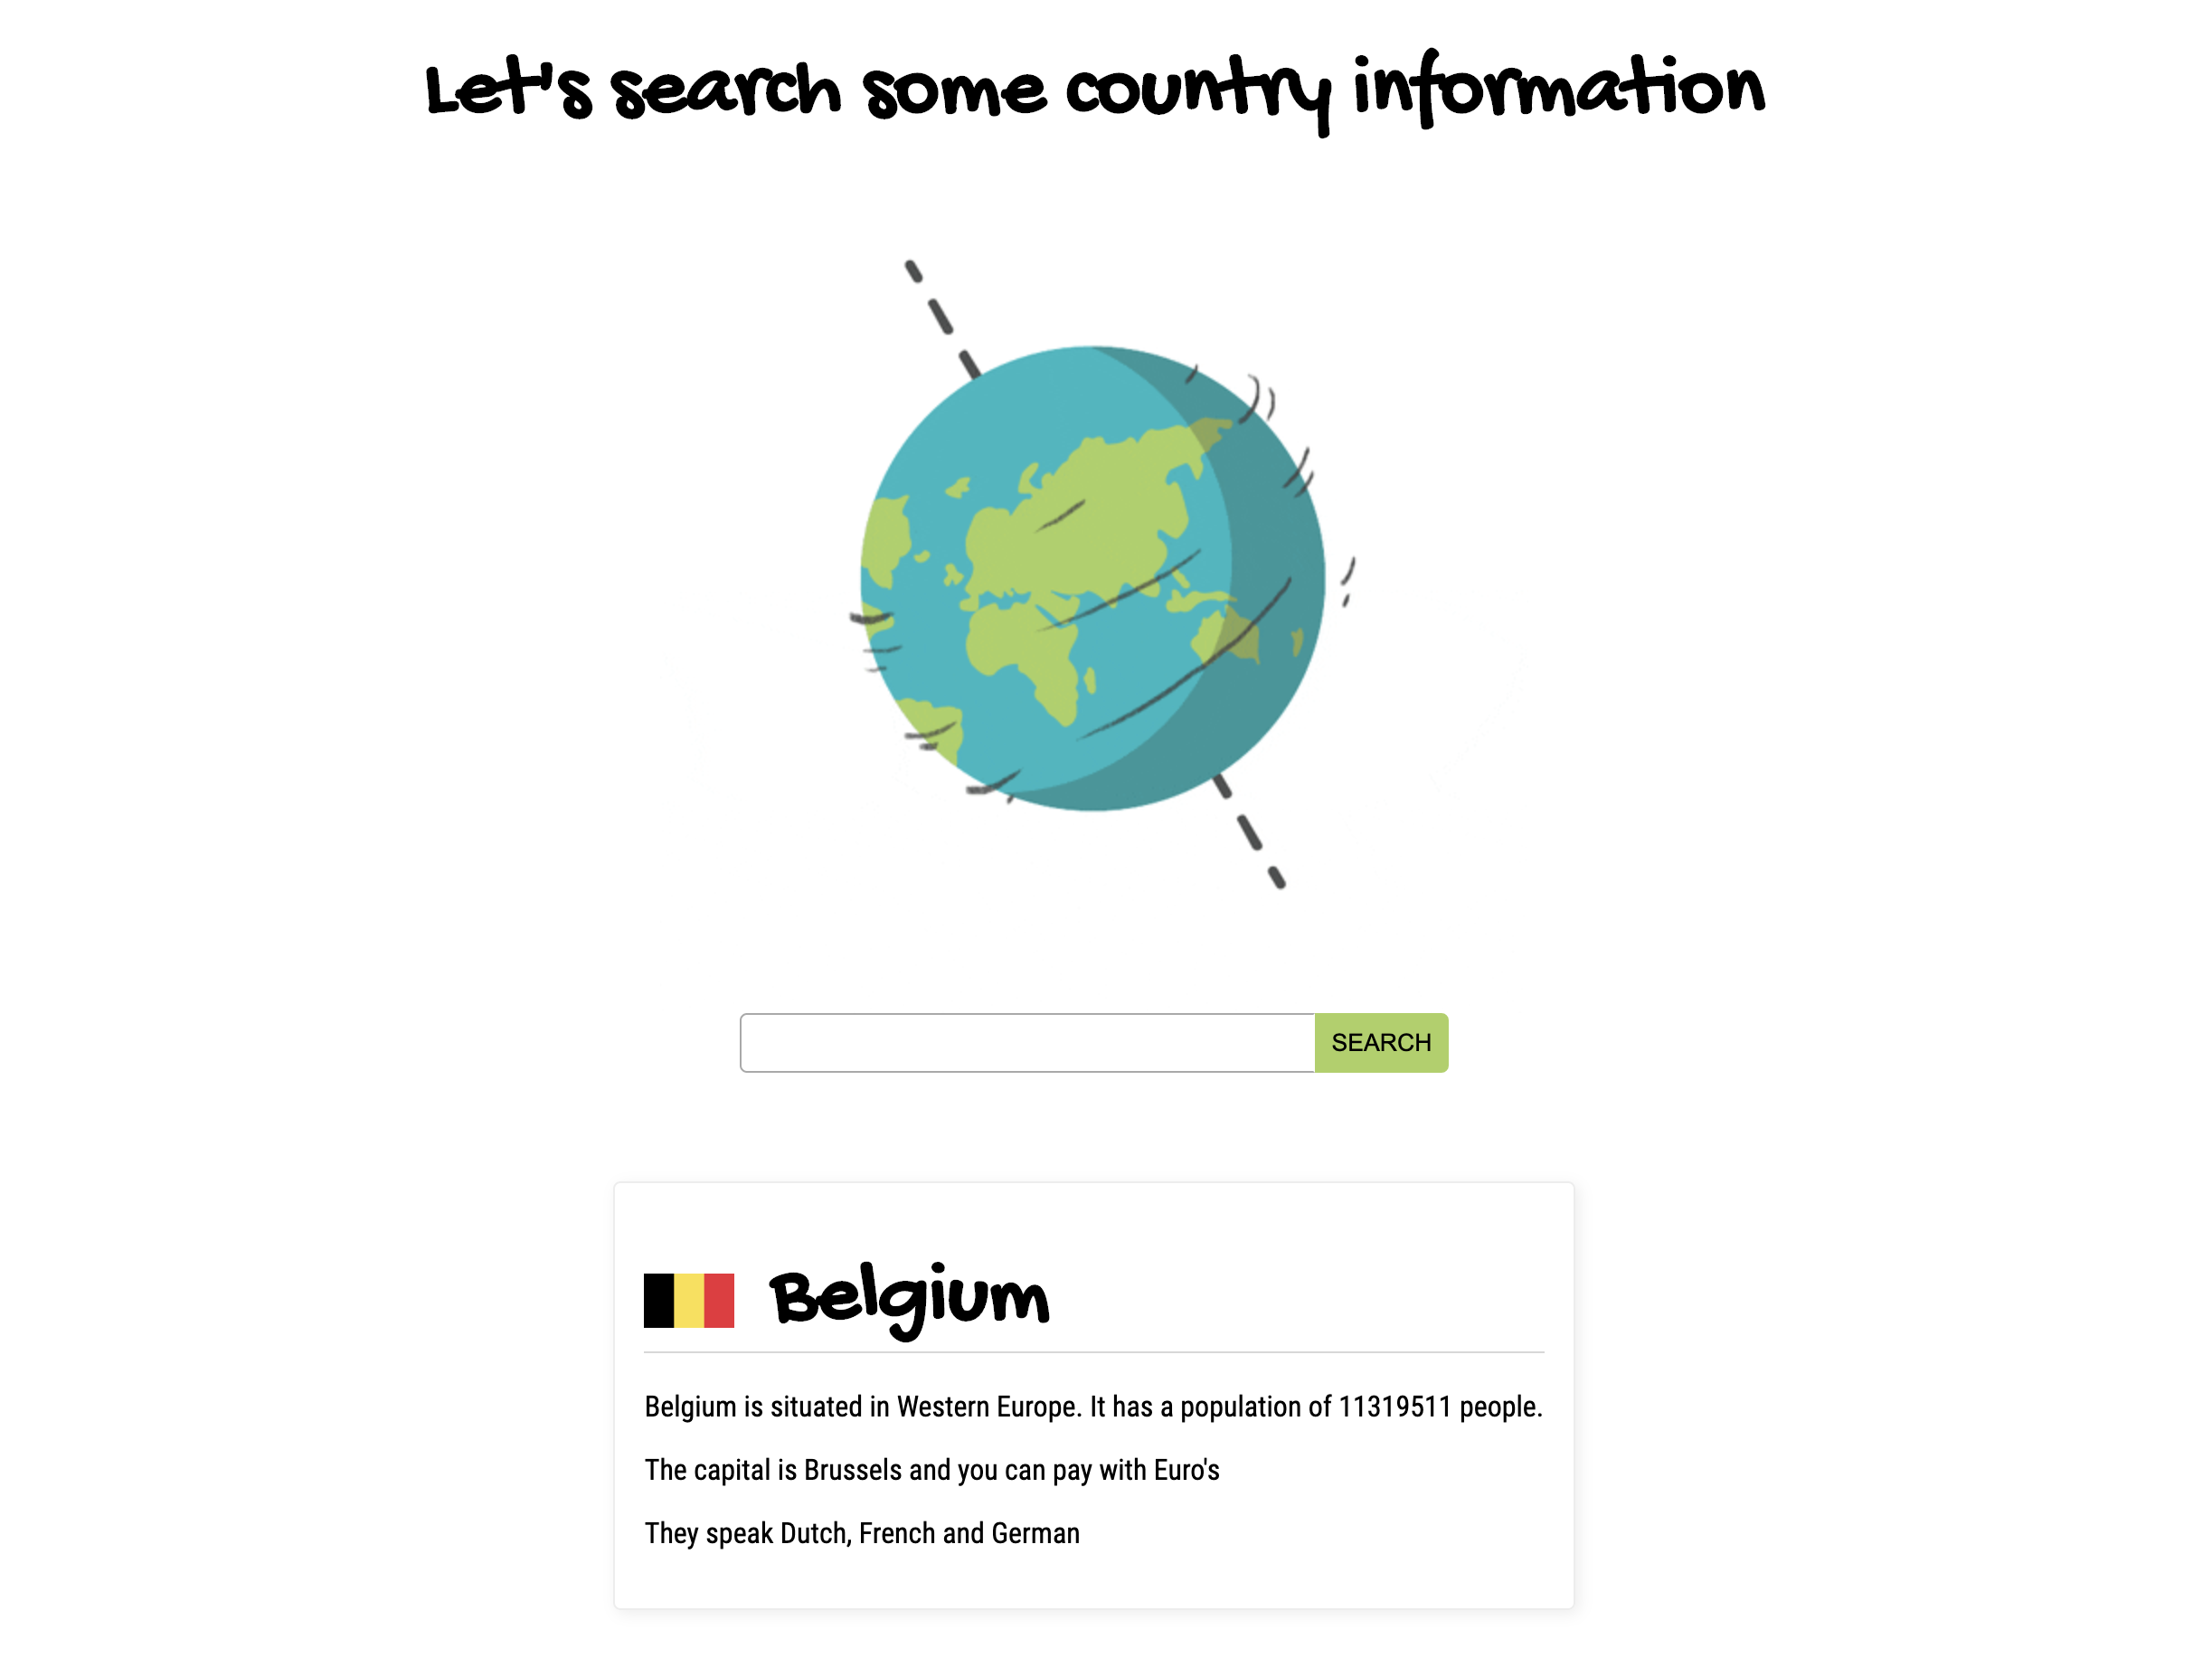 Let's search some country information
SEARCH
Belgium
Belgium is situated in Western Europe. It has a population of 11319511 people.
The capital is Brussels and you can pay with Euro's
They speak Dutch, French and German